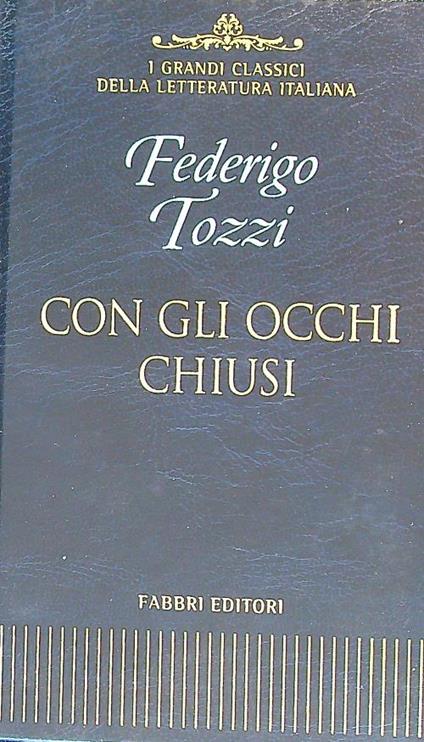 I GRANDI CLASSICI
DELLA LETTERATURA ITALIANA
Federigo
Tozzi
CON GLI OCCHI
CHIUSI
FABBRI EDITORI